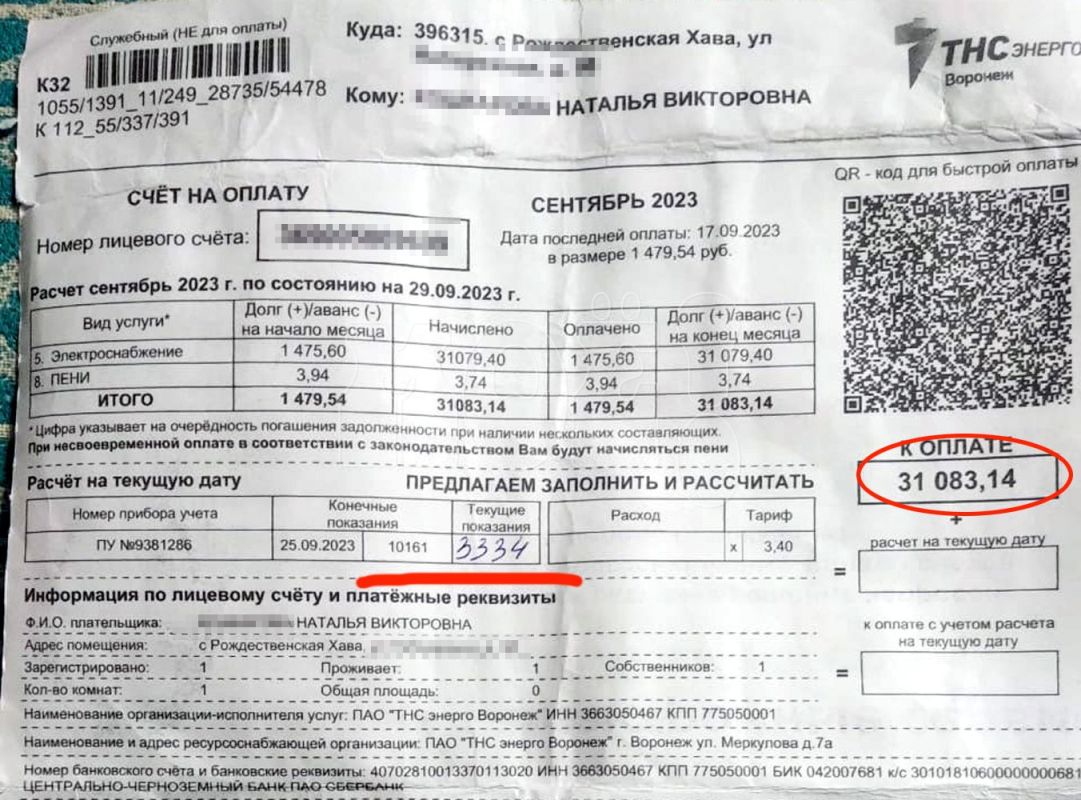 Служебный (НЕ для оплаты)
К32
1055/1391_11/249_28735/54478
К 112_55/337/391
Куда: 396315, с Рождественская Хава, ул
Кому: НАТАЛЬЯ ВИКТОРОВНА
ТНС энерго
Воронеж
QR - код для быстрой оплаты
СЧЁТ НА ОПЛАТУ
СЕНТЯБРЬ 2023
Номер лицевого счёта:
Дата последней оплаты: 17.09.2023
в размере 1 479,54 руб.
Расчет сентябрь 2023 г. по состоянию на 29.09.2023 г.
Вид услуги* Долг (+)/аванс (-) на начало месяца Начислено Оплачено Долг (+)/аванс (-) на конец месяца
5. Электроснабжение 1 475,60 31079,40 1 475,60 31 079,40
8. ПЕНИ 3,94 3,74 3,94 3,74
ИТОГО 1 479,54 31083,14 1 479,54 31 083,14
*Цифра указывает на очерёдность погашения задолженности при наличии нескольких составляющих.
При несвоевременной оплате в соответствии с законодательством Вам будут начисляться пени
К ОПЛАТЕ
31 083,14
+
Расчёт на текущую дату ПРЕДЛАГАЕМ ЗАПОЛНИТЬ И РАССЧИТАТЬ
Номер прибора учета Конечные показания Текущие показания Расход Тариф
ПУ №9381286 25.09.2023 10161 3334 х 3,40
расчет на текущую дату
=
к оплате с учетом расчета
на текущую дату
=
Информация по лицевому счёту и платёжные реквизиты
Ф.И.О. плательщика: НАТАЛЬЯ ВИКТОРОВНА
Адрес помещения: с Рождественская Хава,
Зарегистрировано: 1 Проживает: 1 Собственников: 1
Кол-во комнат: 1 Общая площадь: 0
Наименование организации-исполнителя услуг: ПАО "ТНС энерго Воронеж" ИНН 3663050467 КПП 775050001
Наименование и адрес ресурсоснабжающей организации: ПАО "ТНС энерго Воронеж" г. Воронеж ул. Меркулова д.7а
Номер банковского счёта и банковские реквизиты: 40702810013370113020 ИНН 3663050467 КПП 775050001 БИК 042007681 к/с 30101810600000000681
ЦЕНТРАЛЬНО-ЧЕРНОЗЕМНЫЙ БАНК ПАО СБЕРБАНК